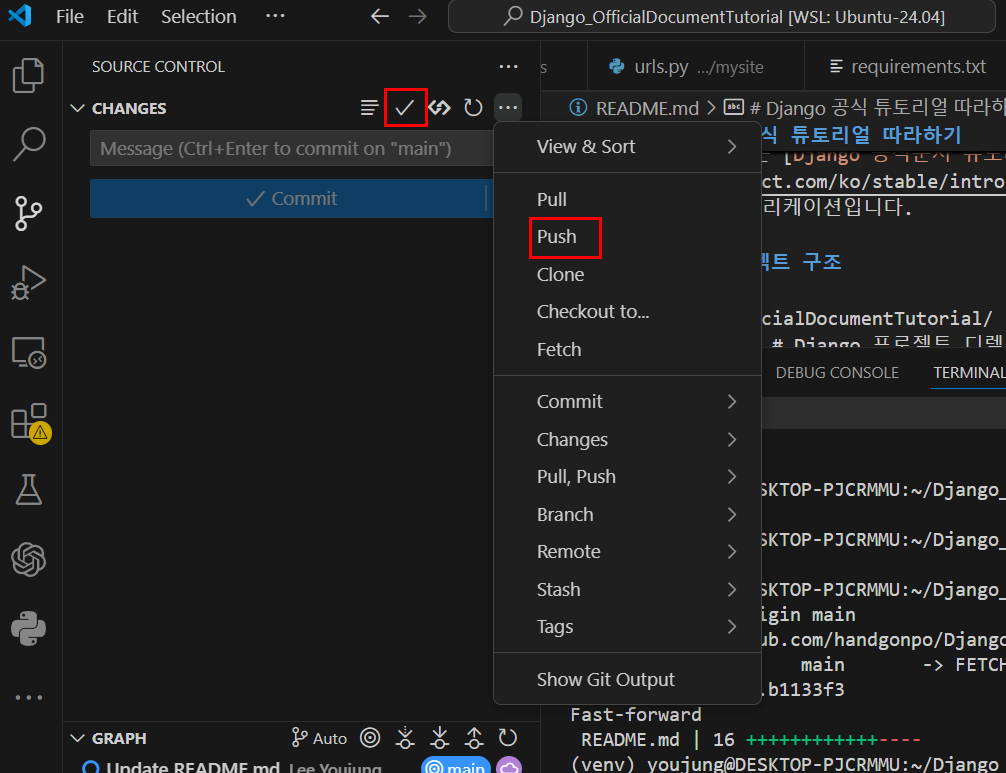 File Edit Selection ··· Django_OfficialDocumentTutorial [WSL: Ubuntu-24.04]
SOURCE CONTROL
CHANGES
Message (Ctrl+Enter to commit on "main")
Commit
View & Sort
Pull
Push
Clone
Checkout to...
Fetch
Commit
Changes
Pull, Push
Branch
Remote
Stash
Tags
Show Git Output
GRAPH
Auto
Update README.md Lee Youjung main
s urls.py .../mysite requirements.txt
README.md > # Django 공식 튜토리얼 따라하
식 튜토리얼 따라하기
[Django 공식문서
ct.com/ko/stable/intro
리케이션입니다.
젝트 구조
cialDocumentTutorial/
# Django 프로젝트 디렉
DEBUG CONSOLE TERMINAL
SKTOP-PJCRMMU:~/Django_
SKTOP-PJCRMMU:~/Django_
SKTOP-PJCRMMU:~/Django_
igin main
ub.com/handgonpo/Django
main -> FETCH
.b1133f3
Fast-forward
README.md | 16 ++++++++++++----
(venv) youjung@DESKTOP-PJCRMMU:~/Django_